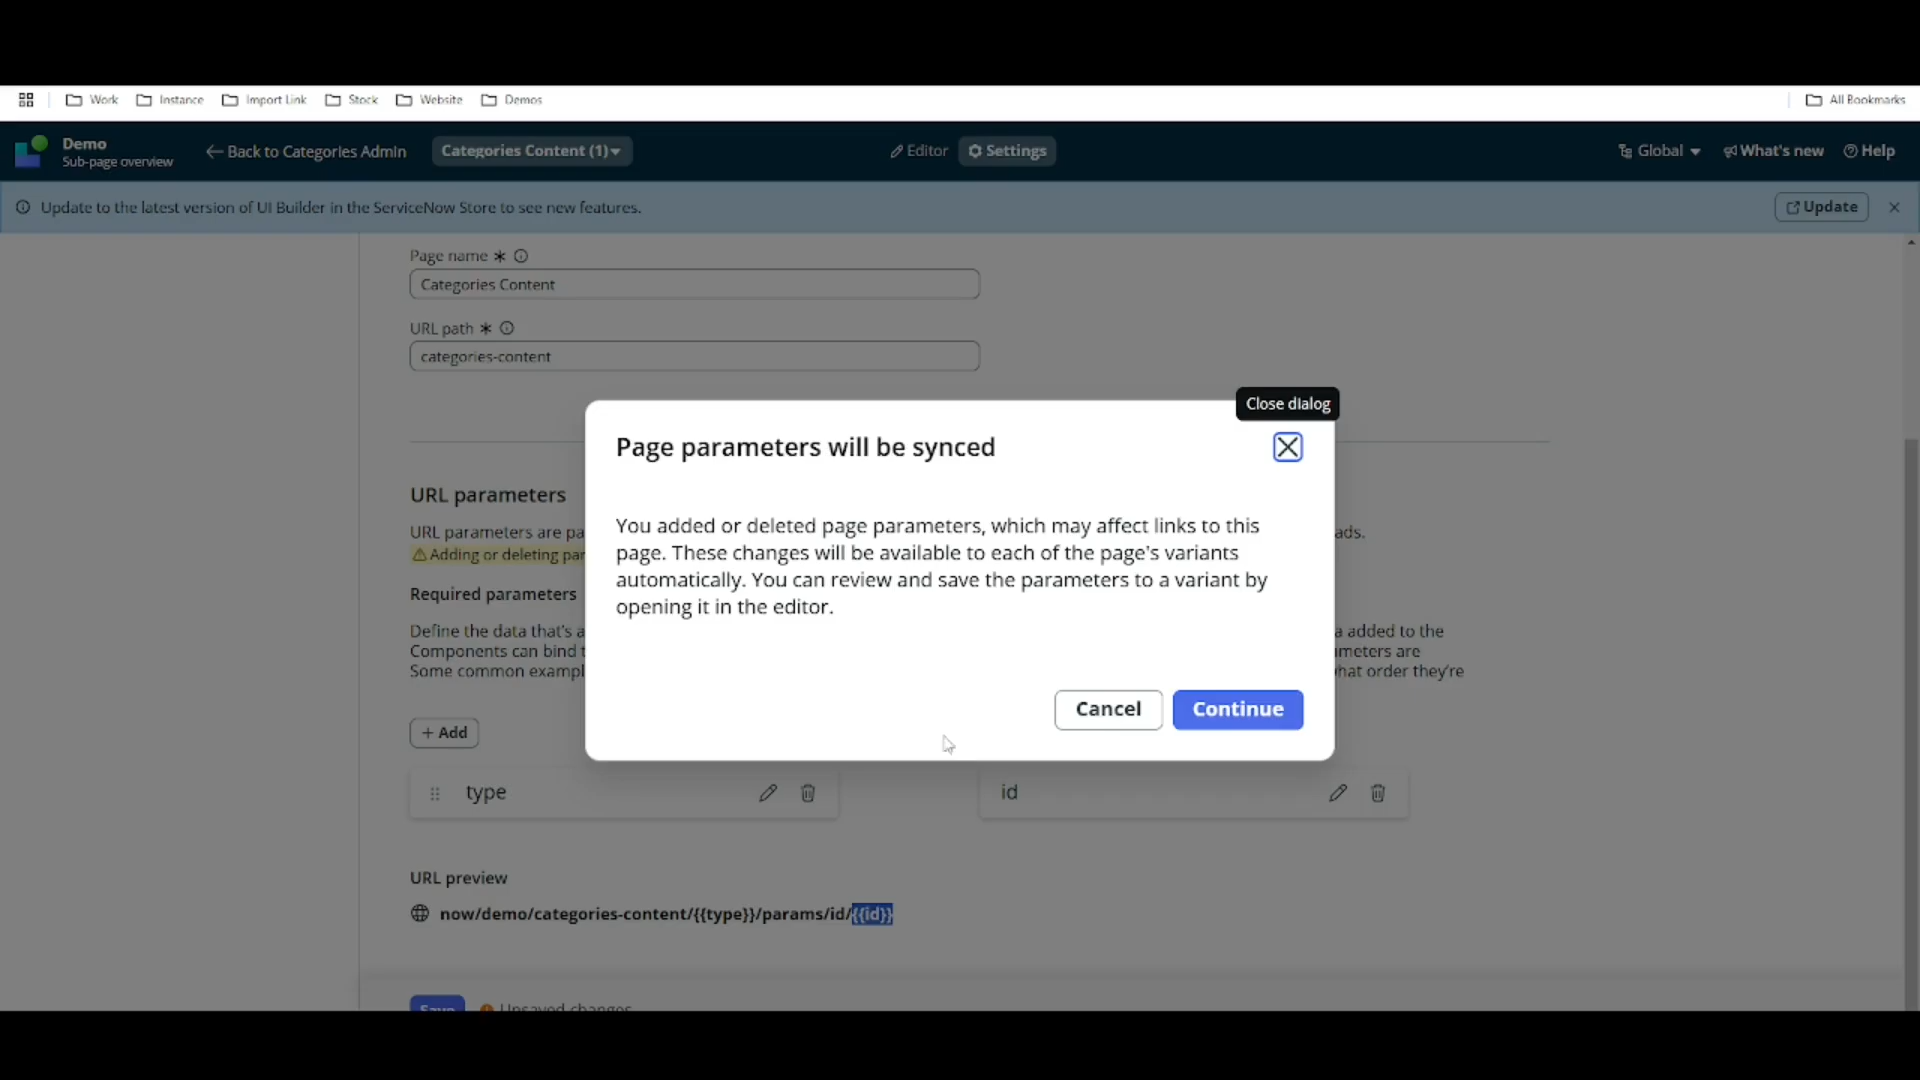 Work
Instance
Import Link
Stock
Website
Demos
All Bookmarks
Demo
Sub-page overview
Back to Categories Admin
Categories Content (1)
Editor
Settings
Global
What's new
Help
Update to the latest version of UI Builder in the ServiceNow Store to see new features.
Update
Page name *
Categories Content
URL path *
categories-content
Close dialog
Page parameters will be synced
You added or deleted page parameters, which may affect links to this
page. These changes will be available to each of the page's variants
automatically. You can review and save the parameters to a variant by
opening it in the editor.
Cancel
Continue
URL parameters
URL parameters are pa
ads.
Adding or deleting par
Required parameters
Define the data that's a
a added to the
Components can bind t
meters are
Some common exampl
hat order they're
+ Add
type
id
URL preview
now/demo/categories-content/{{type}}/params/id/{{id}}
Save
Unsaved changes